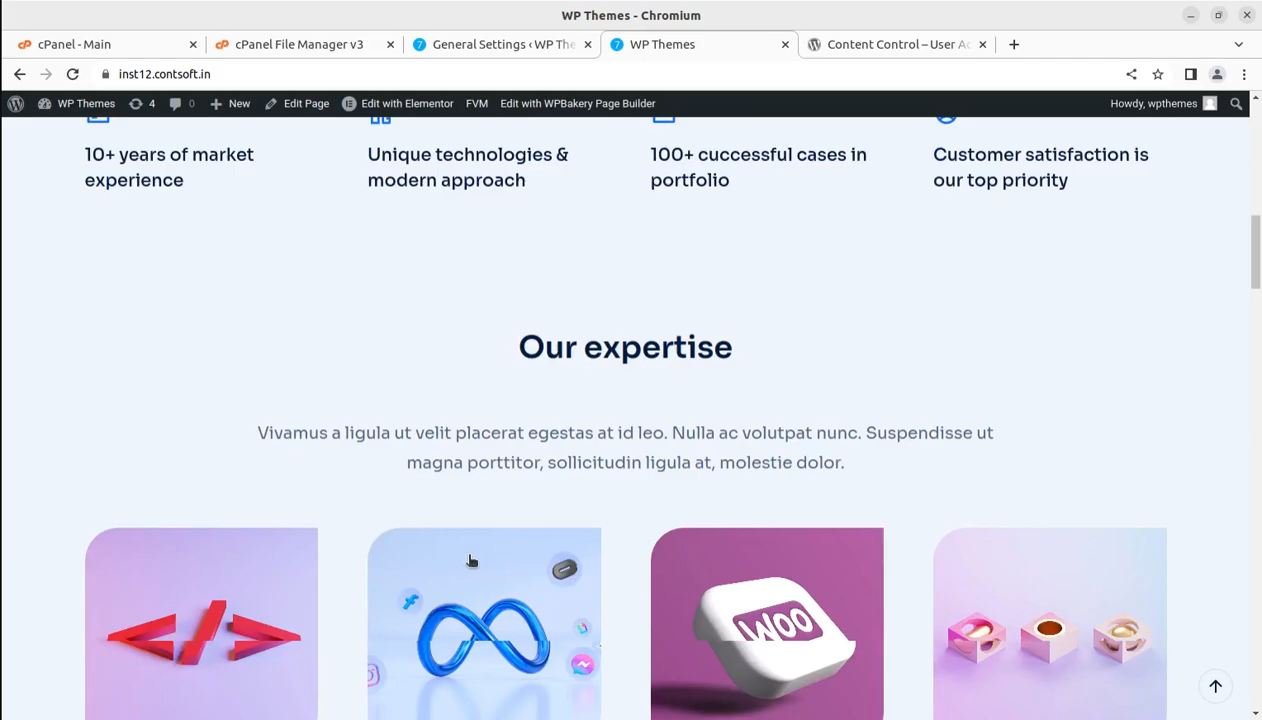 WP Themes - Chromium
cPanel - Main
cPanel File Manager v3
General Settings ‹ WP The
WP Themes
Content Control – User Ac
inst12.contsoft.in
WP Themes
4
0
New
Edit Page
Edit with Elementor
FVM
Edit with WPBakery Page Builder
Howdy, wpthemes
10+ years of market
experience
Unique technologies &
modern approach
100+ cuccessful cases in
portfolio
Customer satisfaction is
our top priority
Our expertise
Vivamus a ligula ut velit placerat egestas at id leo. Nulla ac volutpat nunc. Suspendisse ut
magna porttitor, sollicitudin ligula at, molestie dolor.
WOO